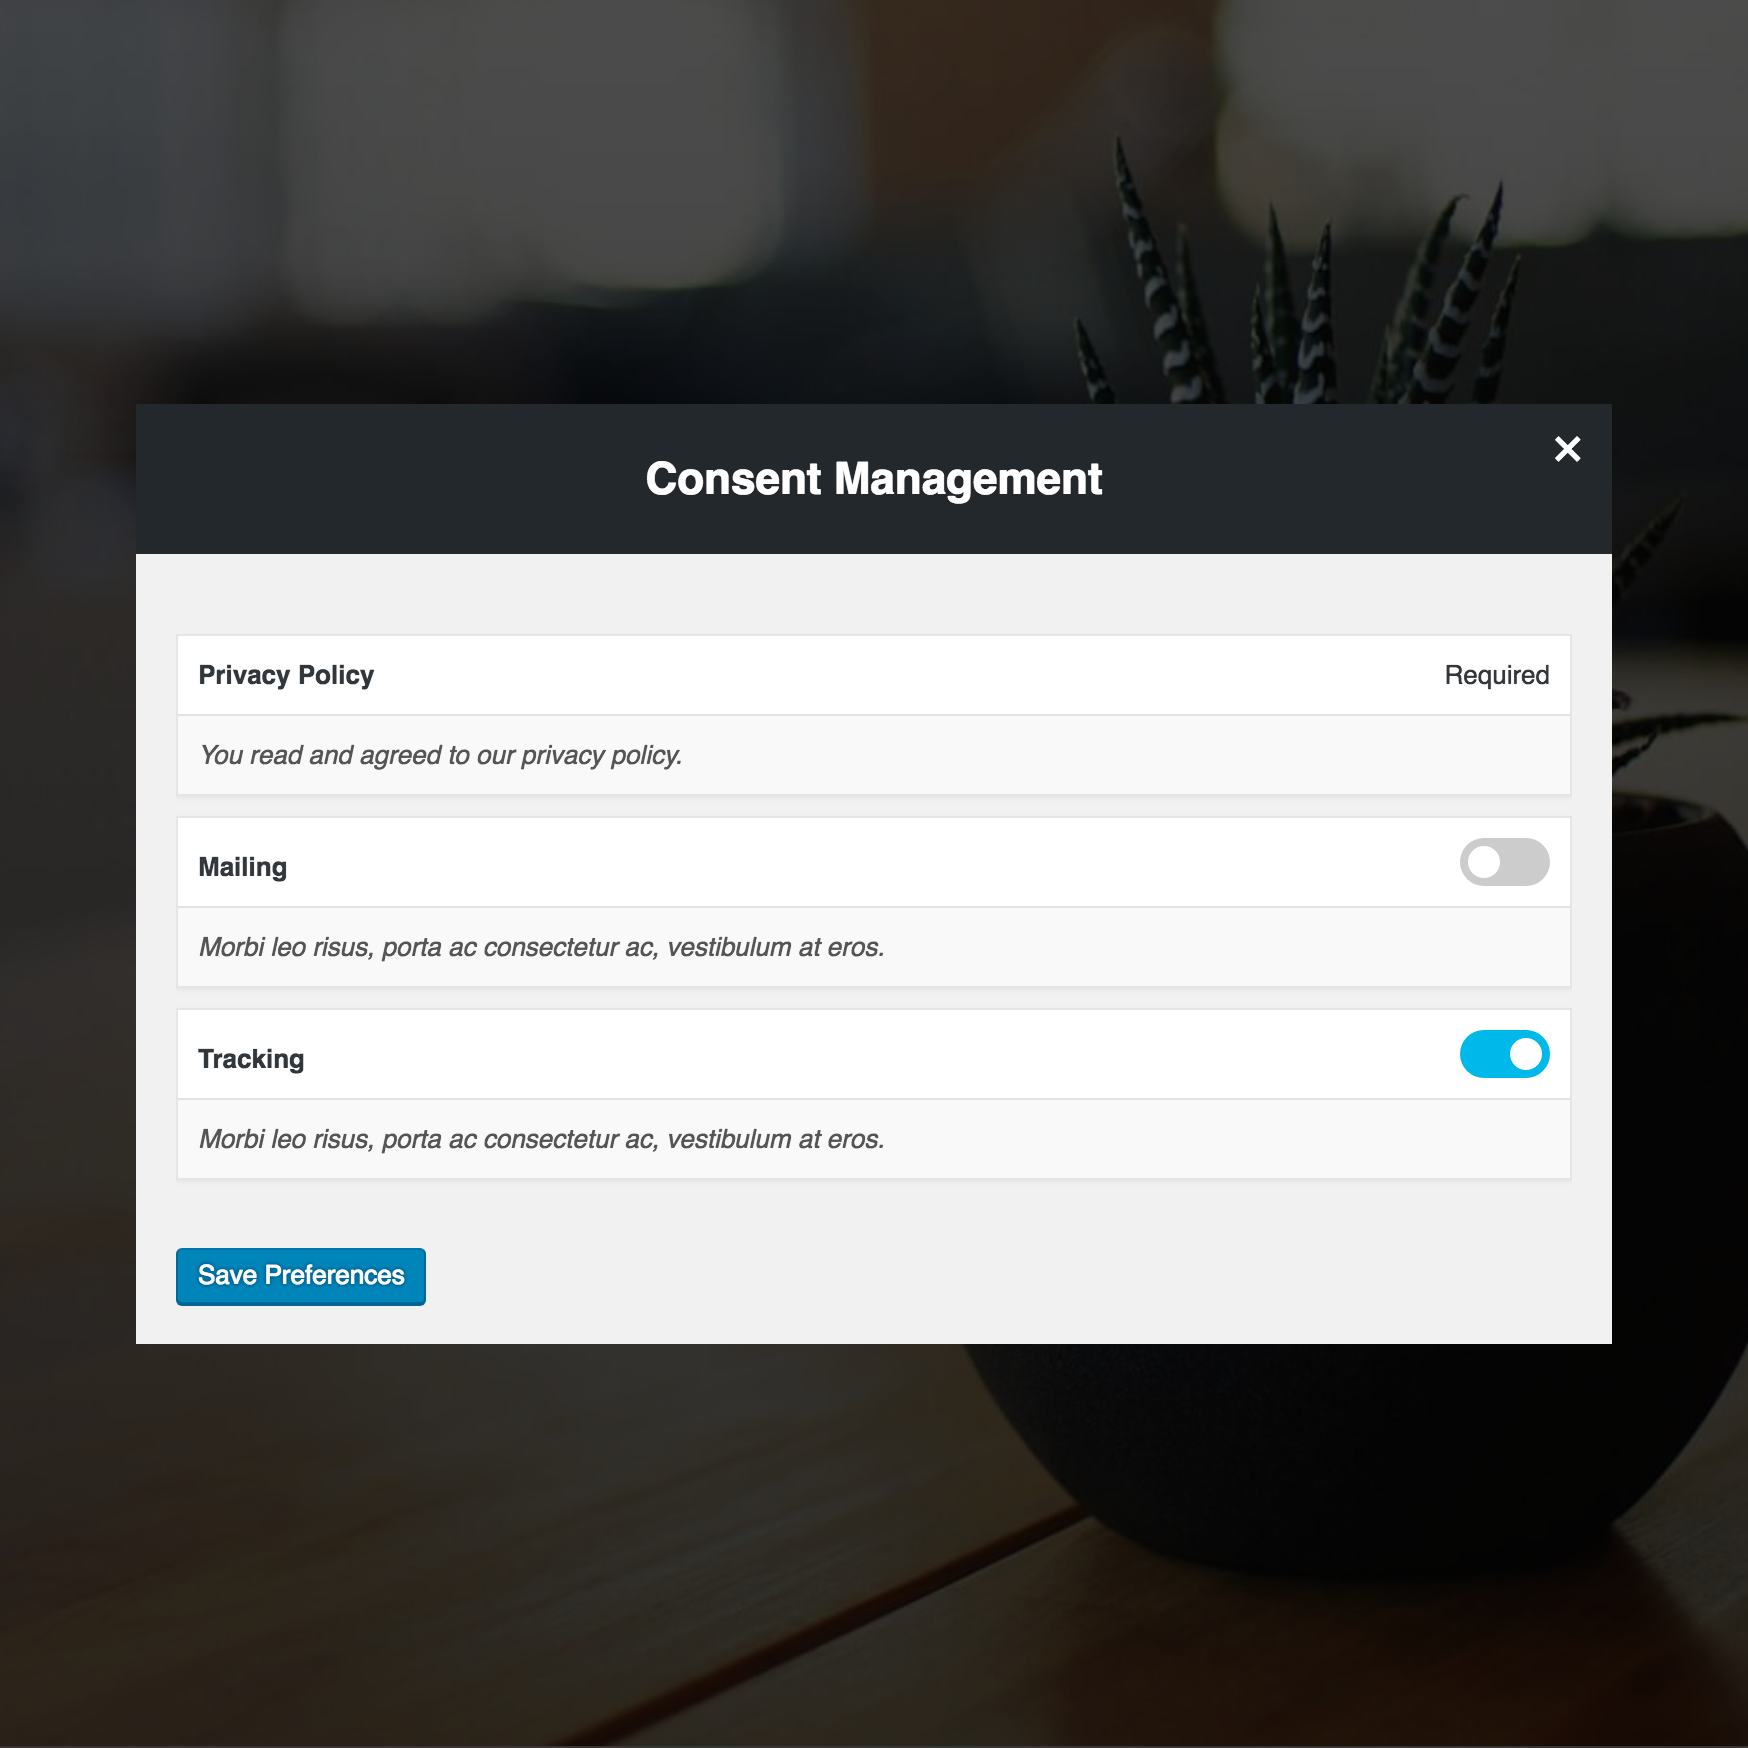 Consent Management
Privacy Policy Required
You read and agreed to our privacy policy.
Mailing
Morbi leo risus, porta ac consectetur ac, vestibulum at eros.
Tracking
Morbi leo risus, porta ac consectetur ac, vestibulum at eros.
Save Preferences